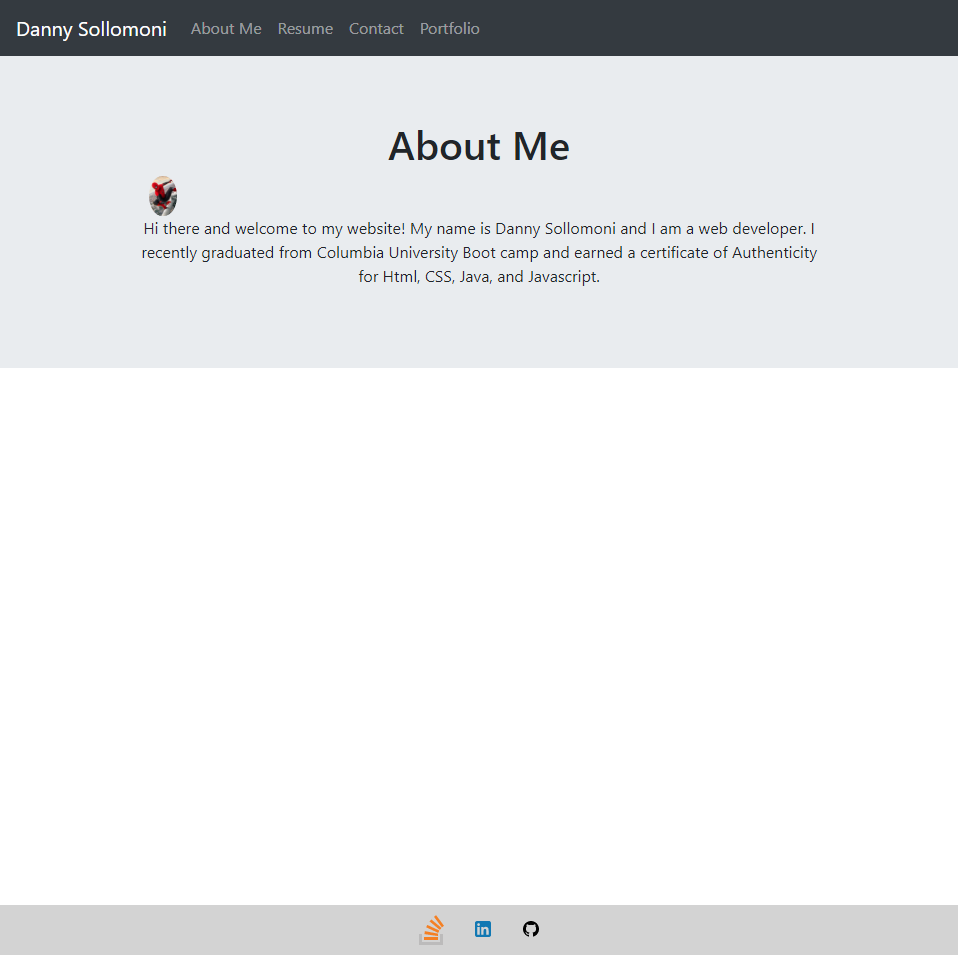 Danny Sollomoni About Me Resume Contact Portfolio
About Me
Hi there and welcome to my website! My name is Danny Sollomoni and I am a web developer. I
recently graduated from Columbia University Boot camp and earned a certificate of Authenticity
for Html, CSS, Java, and Javascript.
in